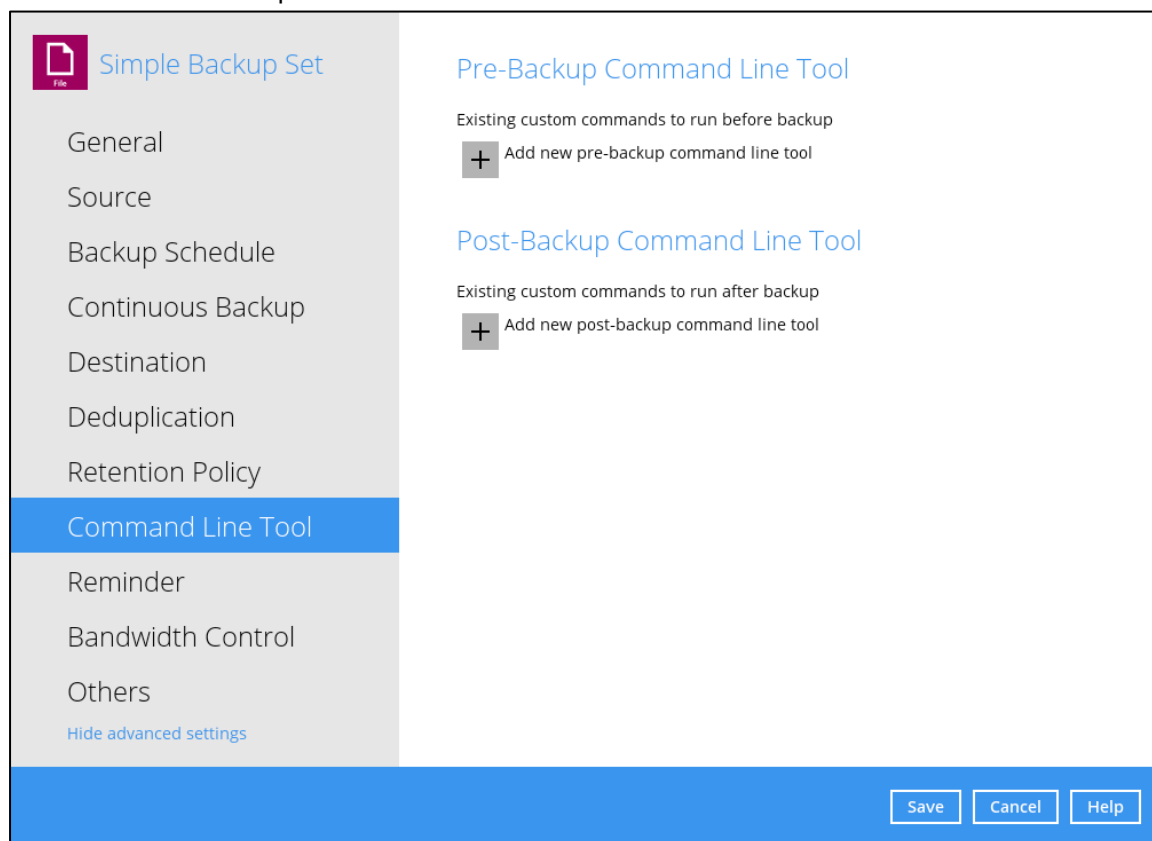 File
Simple Backup Set
General
Source
Backup Schedule
Continuous Backup
Destination
Deduplication
Retention Policy
Command Line Tool
Reminder
Bandwidth Control
Others
Hide advanced settings
Pre-Backup Command Line Tool
Existing custom commands to run before backup
Add new pre-backup command line tool
Post-Backup Command Line Tool
Existing custom commands to run after backup
Add new post-backup command line tool
Save Cancel Help